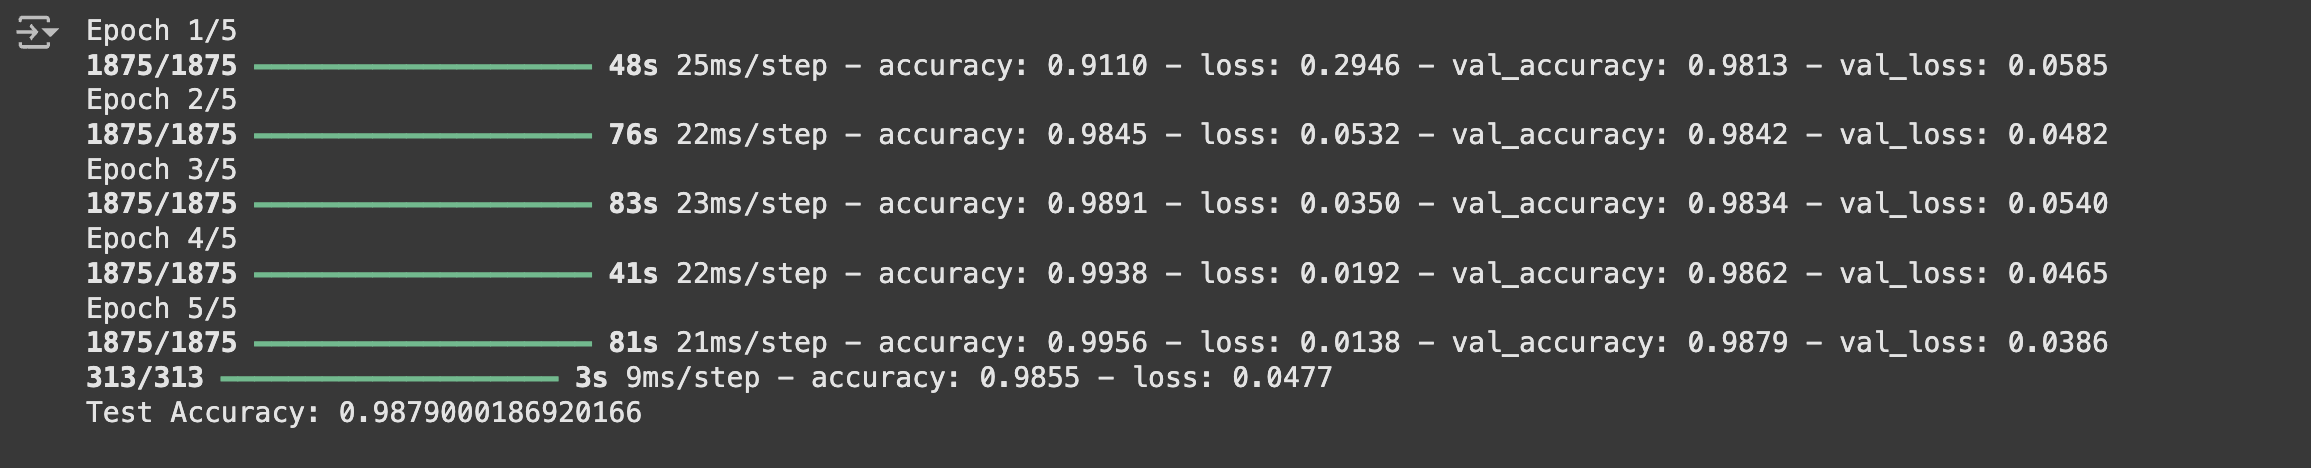 Epoch 1/5
1875/1875 ━━━━━━━━━━━━━━━━━━━━ 48s 25ms/step - accuracy: 0.9110 - loss: 0.2946 - val_accuracy: 0.9813 - val_loss: 0.0585
Epoch 2/5
1875/1875 ━━━━━━━━━━━━━━━━━━━━ 76s 22ms/step - accuracy: 0.9845 - loss: 0.0532 - val_accuracy: 0.9842 - val_loss: 0.0482
Epoch 3/5
1875/1875 ━━━━━━━━━━━━━━━━━━━━ 83s 23ms/step - accuracy: 0.9891 - loss: 0.0350 - val_accuracy: 0.9834 - val_loss: 0.0540
Epoch 4/5
1875/1875 ━━━━━━━━━━━━━━━━━━━━ 41s 22ms/step - accuracy: 0.9938 - loss: 0.0192 - val_accuracy: 0.9862 - val_loss: 0.0465
Epoch 5/5
1875/1875 ━━━━━━━━━━━━━━━━━━━━ 81s 21ms/step - accuracy: 0.9956 - loss: 0.0138 - val_accuracy: 0.9879 - val_loss: 0.0386
313/313 ━━━━━━━━━━━━━━━━━━━━ 3s 9ms/step - accuracy: 0.9855 - loss: 0.0477
Test Accuracy: 0.9879000186920166